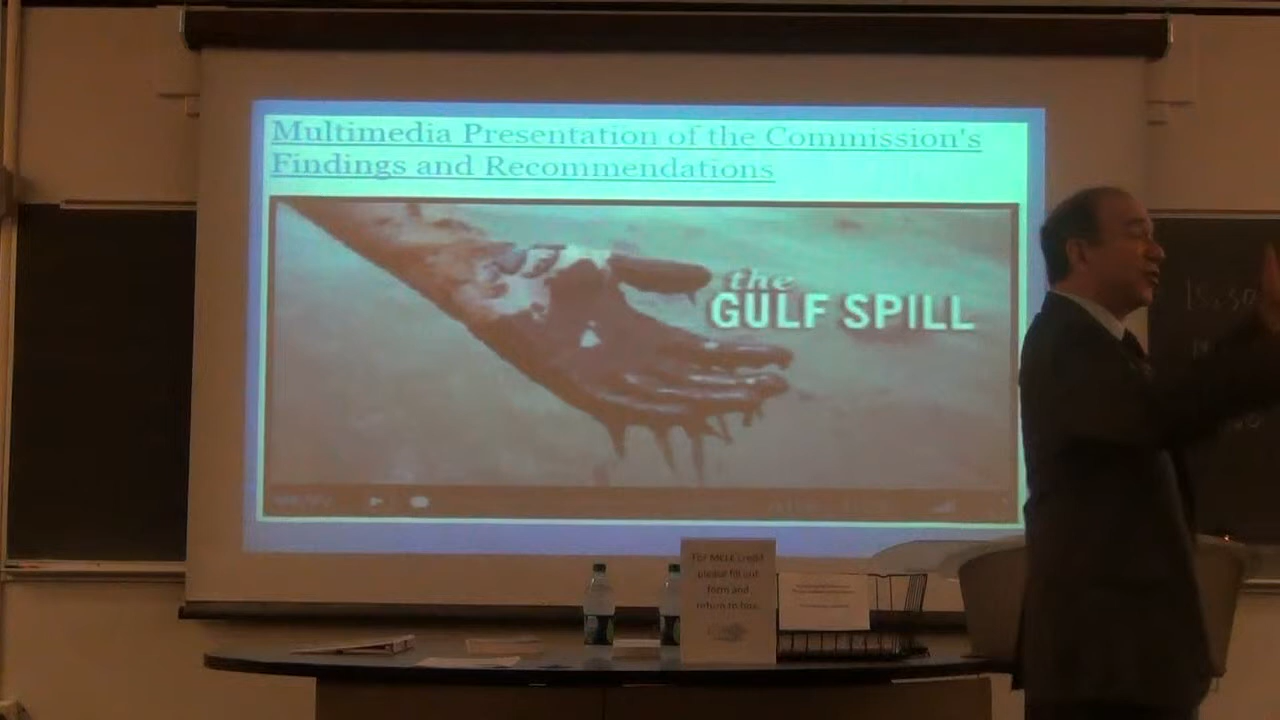 Multimedia Presentation of the Commission's
Findings and Recommendations
the
GULF SPILL
For MCLE credit
please fill out
form and
return to box.